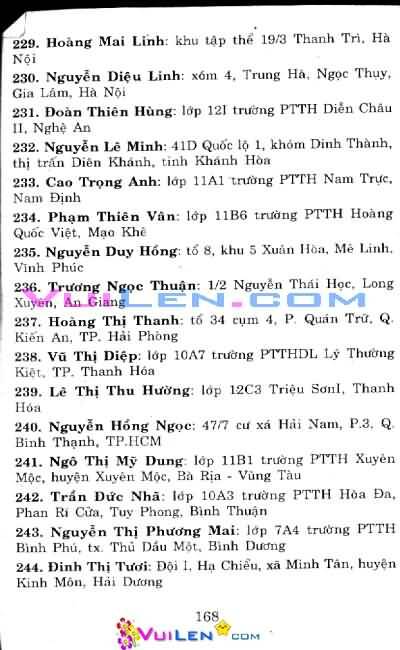 229. Hoàng Mai Linh: khu tập thể 19/3 Thanh Trì, Hà
Nội
230. Nguyễn Diệu Linh: xóm 4, Trung Hà, Ngọc Thụy,
Gia Lâm, Hà Nội
231. Đoàn Thiên Hùng: lớp 12I trường PTTH Diễn Châu
II, Nghệ An
232. Nguyễn Lê Minh: 41D Quốc lộ 1, khóm Dinh Thành,
thị trấn Diên Khánh, tỉnh Khánh Hòa
233. Cao Trọng Anh: lớp 11A1 trường PTTH Nam Trực,
Nam Định
234. Phạm Thiên Vân: lớp 11B6 trường PTTH Hoàng
Quốc Việt, Mạo Khê
235. Nguyễn Duy Hồng: tổ 8, khu 5 Xuân Hòa, Mê Linh,
Vĩnh Phúc
236. Trương Ngọc Thuận: 1/2 Nguyễn Thái Học, Long
Xuyên, An Giang
VUILEN.COM
237. Hoàng Thị Thanh: tổ 34 cụm 4, P. Quán Trữ, Q.
Kiến An, TP. Hải Phòng
238. Vũ Thị Diệp: lớp 10A7 trường PTTHDL Lý Thường
Kiệt, TP. Thanh Hóa
239. Lê Thị Thu Hường: lớp 12C3 Triệu SơnI, Thanh
Hóa
240. Nguyễn Hồng Ngọc: 47/7 cư xá Hải Nam, P.3, Q.
Bình Thạnh, TP.HCM
241. Ngô Thị Mỹ Dung: lớp 11B1 trường PTTH Xuyên
Mộc, huyện Xuyên Mộc, Bà Rịa - Vũng Tàu
242. Trần Đức Nhã: lớp 10A3 trường PTTH Hòa Đa,
Phan Rí Cửa, Tuy Phong, Bình Thuận
243. Nguyễn Thị Phương Mai: lớp 7A4 trường PTTH
Bình Phú, tx. Thủ Dầu Một, Bình Dương
244. Đinh Thị Tươi: Đội I, Hạ Chiểu, xã Minh Tân, huyện
Kinh Môn, Hải Dương
168
VUILEN.COM